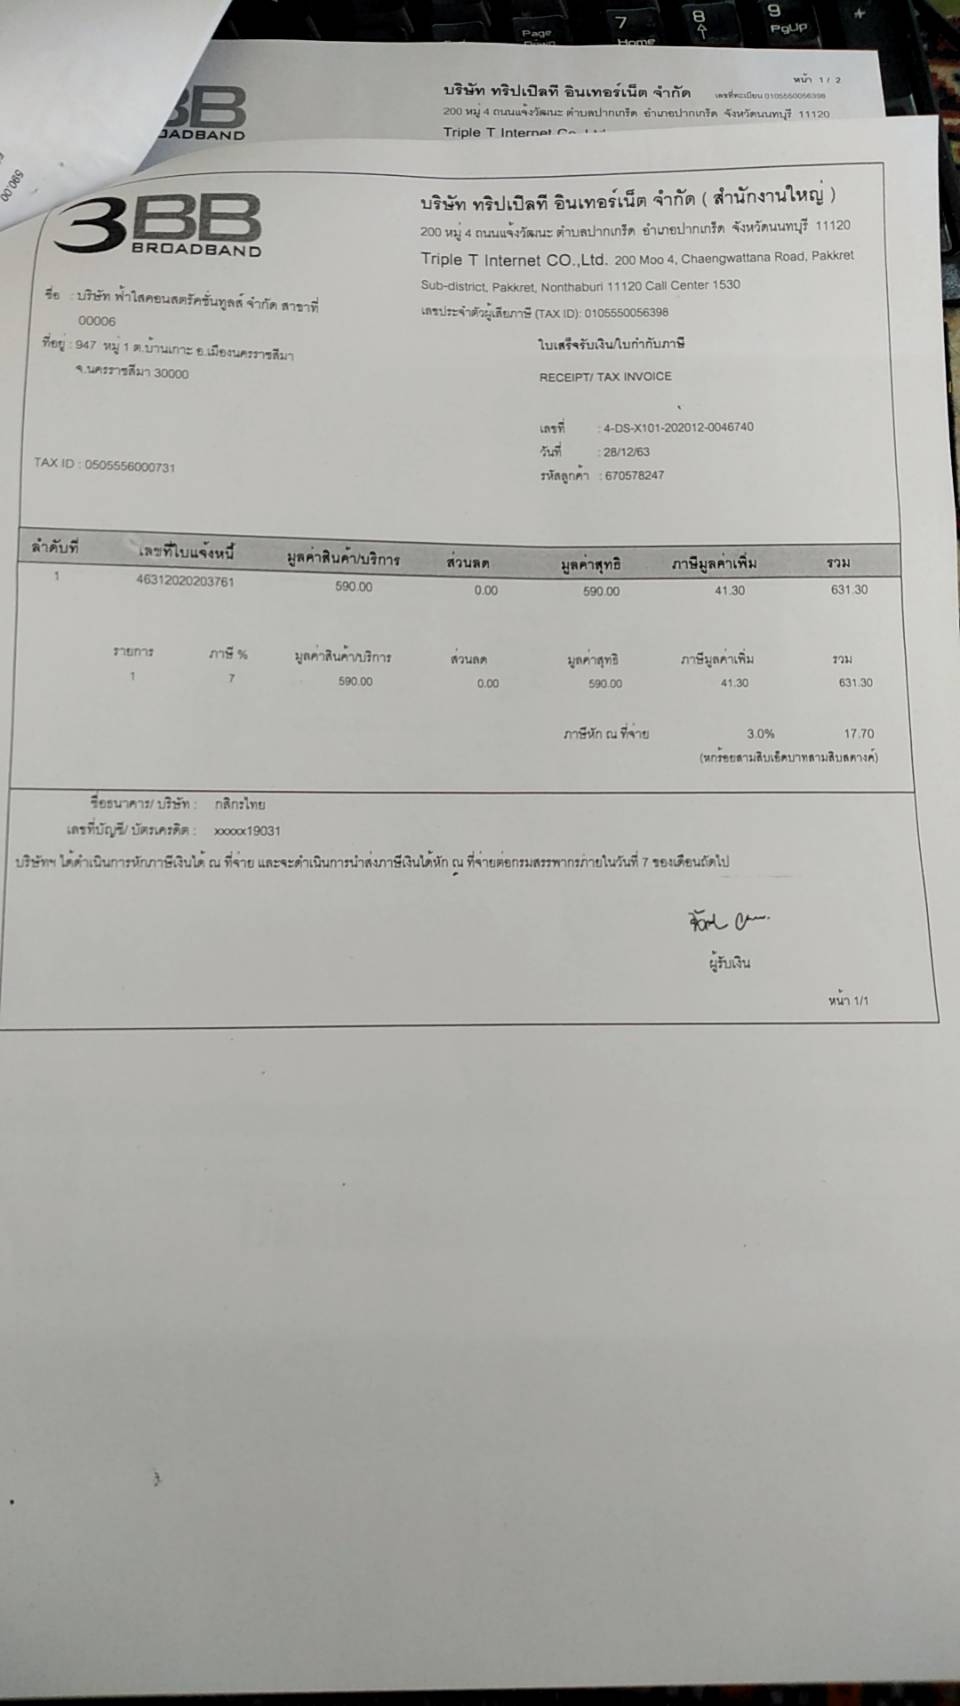 Page
7
Home
8
9
PgUp
*
BB
ROADBAND
590.00
หน้า 1 / 2
บริษัท ทริปเปิลที อินเทอร์เน็ต จำกัด เลขที่ทะเบียน 0105550056398
200 หมู่ 4 ถนนแจ้งวัฒนะ ตำบลปากเกร็ด อำเภอปากเกร็ด จังหวัดนนทบุรี 11120
Triple T Internet Co.,Ltd.
3BB
BROADBAND
บริษัท ทริปเปิลที อินเทอร์เน็ต จำกัด ( สำนักงานใหญ่ )
200 หมู่ 4 ถนนแจ้งวัฒนะ ตำบลปากเกร็ด อำเภอปากเกร็ด จังหวัดนนทบุรี 11120
Triple T Internet CO.,Ltd. 200 Moo 4, Chaengwattana Road, Pakkret
Sub-district, Pakkret, Nonthaburi 11120 Call Center 1530
เลขประจำตัวผู้เสียภาษี (TAX ID): 0105550056398
ชื่อ : บริษัท ฟ้าใสคอนสตรัคชั่นทูลส์ จำกัด สาขาที่
00006
ที่อยู่ : 947 หมู่ 1 ต.บ้านเกาะ อ.เมืองนครราชสีมา
จ.นครราชสีมา 30000
ใบเสร็จรับเงิน/ใบกำกับภาษี
RECEIPT/ TAX INVOICE
เลขที่ : 4-DS-X101-202012-0046740
วันที่ : 28/12/63
รหัสลูกค้า : 670578247
TAX ID : 0505556000731
ลำดับที่ เลขที่ใบแจ้งหนี้ มูลค่าสินค้า/บริการ ส่วนลด มูลค่าสุทธิ ภาษีมูลค่าเพิ่ม รวม
1 46312020203761 590.00 0.00 590.00 41.30 631.30
รายการ ภาษี % มูลค่าสินค้า/บริการ ส่วนลด มูลค่าสุทธิ ภาษีมูลค่าเพิ่ม รวม
1 7 590.00 0.00 590.00 41.30 631.30
ภาษีหัก ณ ที่จ่าย 3.0% 17.70
(หกร้อยสามสิบเอ็ดบาทสามสิบสตางค์)
ชื่อธนาคาร/ บริษัท : กสิกรไทย
เลขที่บัญชี/ บัตรเครดิต : xxxxx19031
บริษัทฯ ได้ดำเนินการหักภาษีเงินได้ ณ ที่จ่าย และจะดำเนินการนำส่งภาษีเงินได้หัก ณ ที่จ่ายต่อกรมสรรพากรภายในวันที่ 7 ของเดือนถัดไป
ผู้รับเงิน
หน้า 1/1